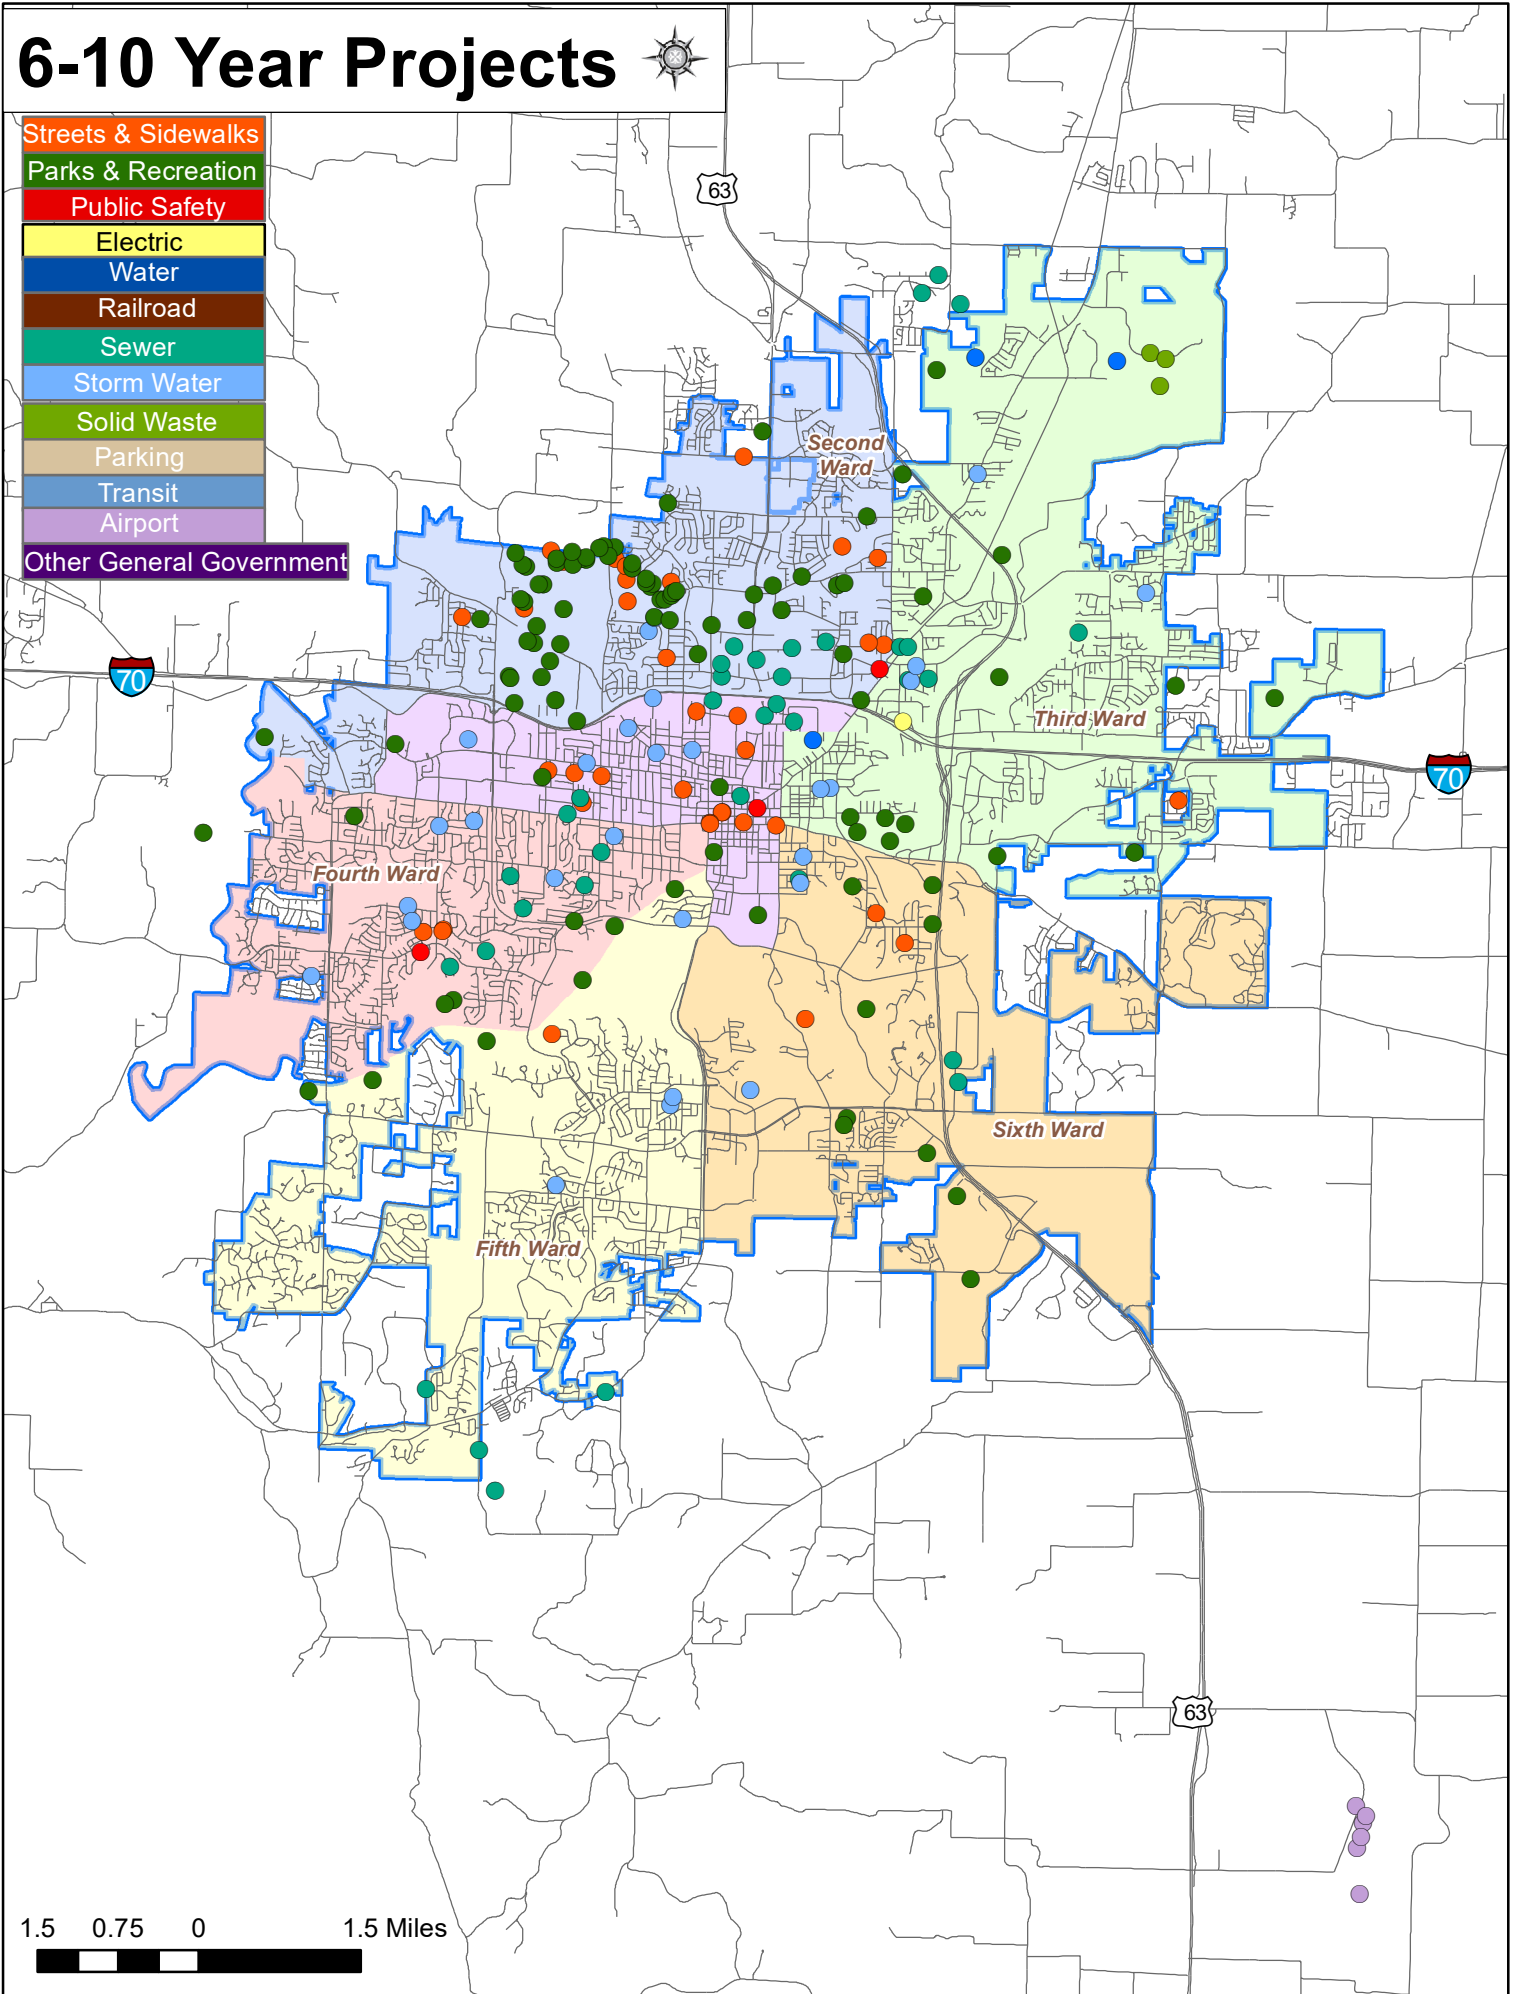 6-10 Year Projects
Streets & Sidewalks
Parks & Recreation
Public Safety
Electric
Water
Railroad
Sewer
Storm Water
Solid Waste
Parking
Transit
Airport
Other General Government
63
Second
Ward
70
Third Ward
70
Fourth Ward
Sixth Ward
Fifth Ward
63
1.5 0.75 0 1.5 Miles